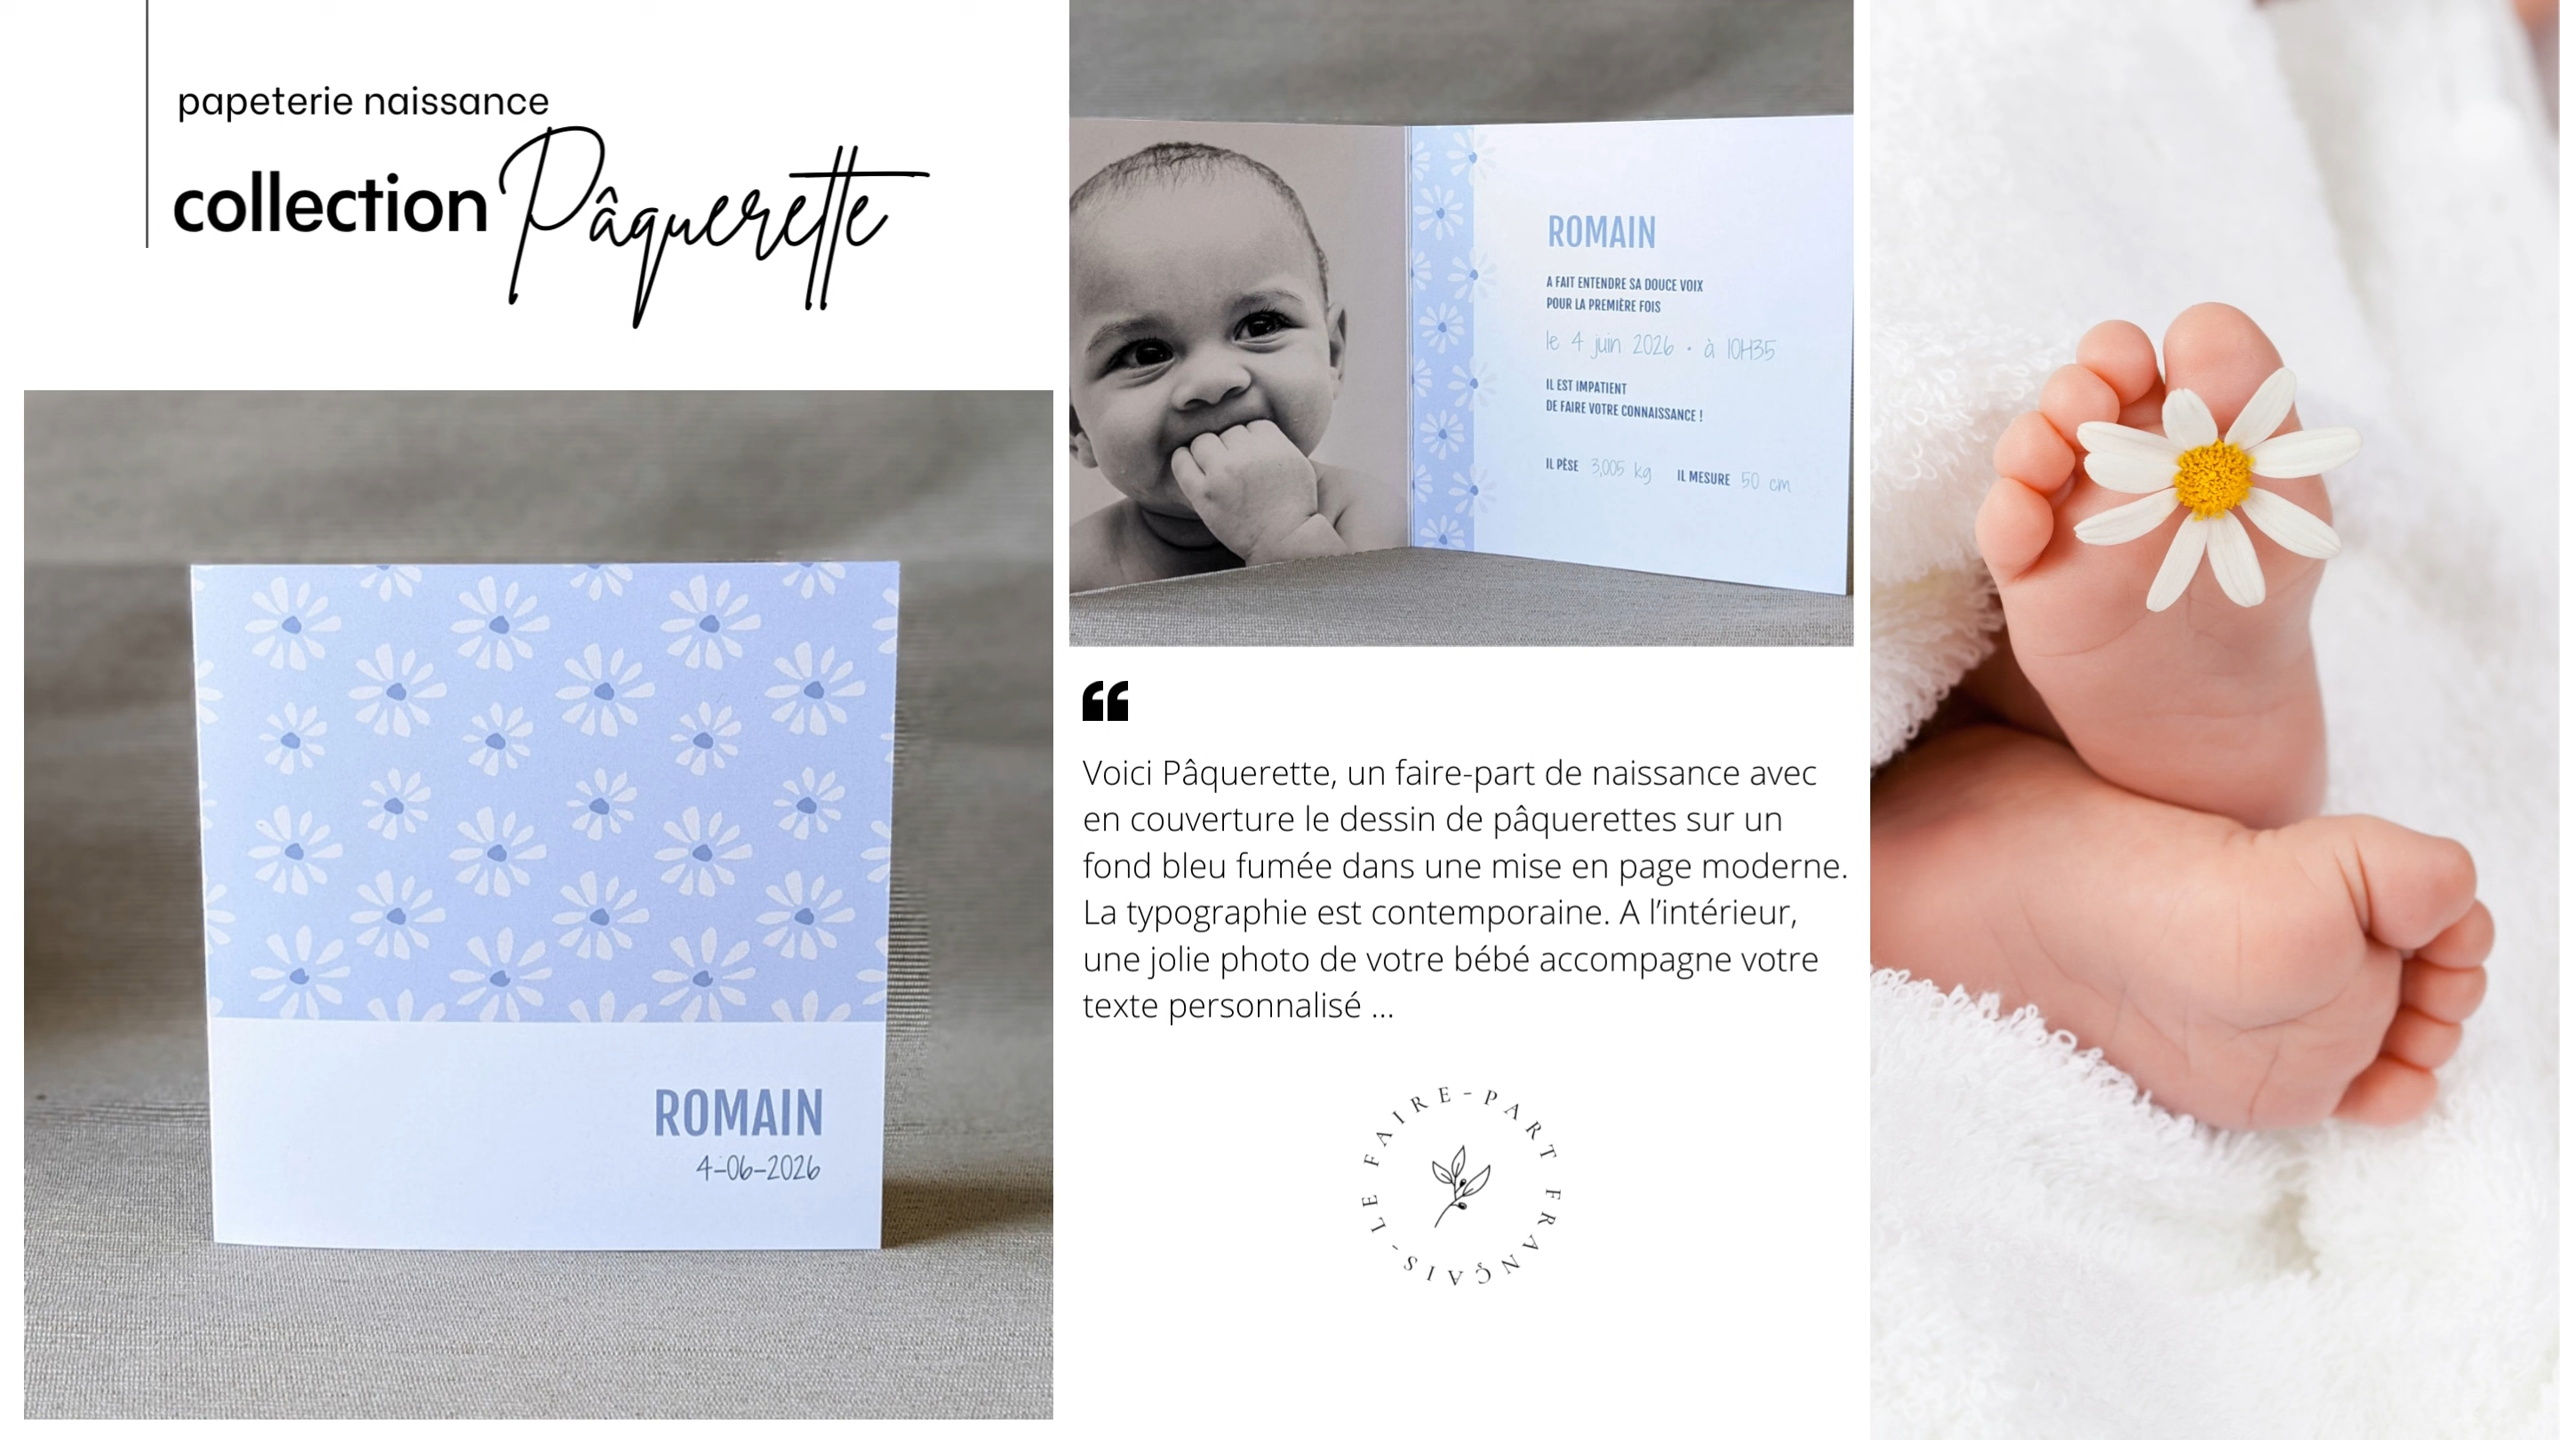 papeterie naissance
collection Pâquerette
ROMAIN
4-06-2026
ROMAIN
A FAIT ENTENDRE SA DOUCE VOIX
POUR LA PREMIÈRE FOIS
le 4 juin 2026 • à 10H35
IL EST IMPATIENT
DE FAIRE VOTRE CONNAISSANCE !
IL PÈSE 3,005 kg IL MESURE 50 cm
“
Voici Pâquerette, un faire-part de naissance avec
en couverture le dessin de pâquerettes sur un
fond bleu fumée dans une mise en page moderne.
La typographie est contemporaine. A l’intérieur,
une jolie photo de votre bébé accompagne votre
texte personnalisé ...
LE FAIRE-PART FRANÇAIS-